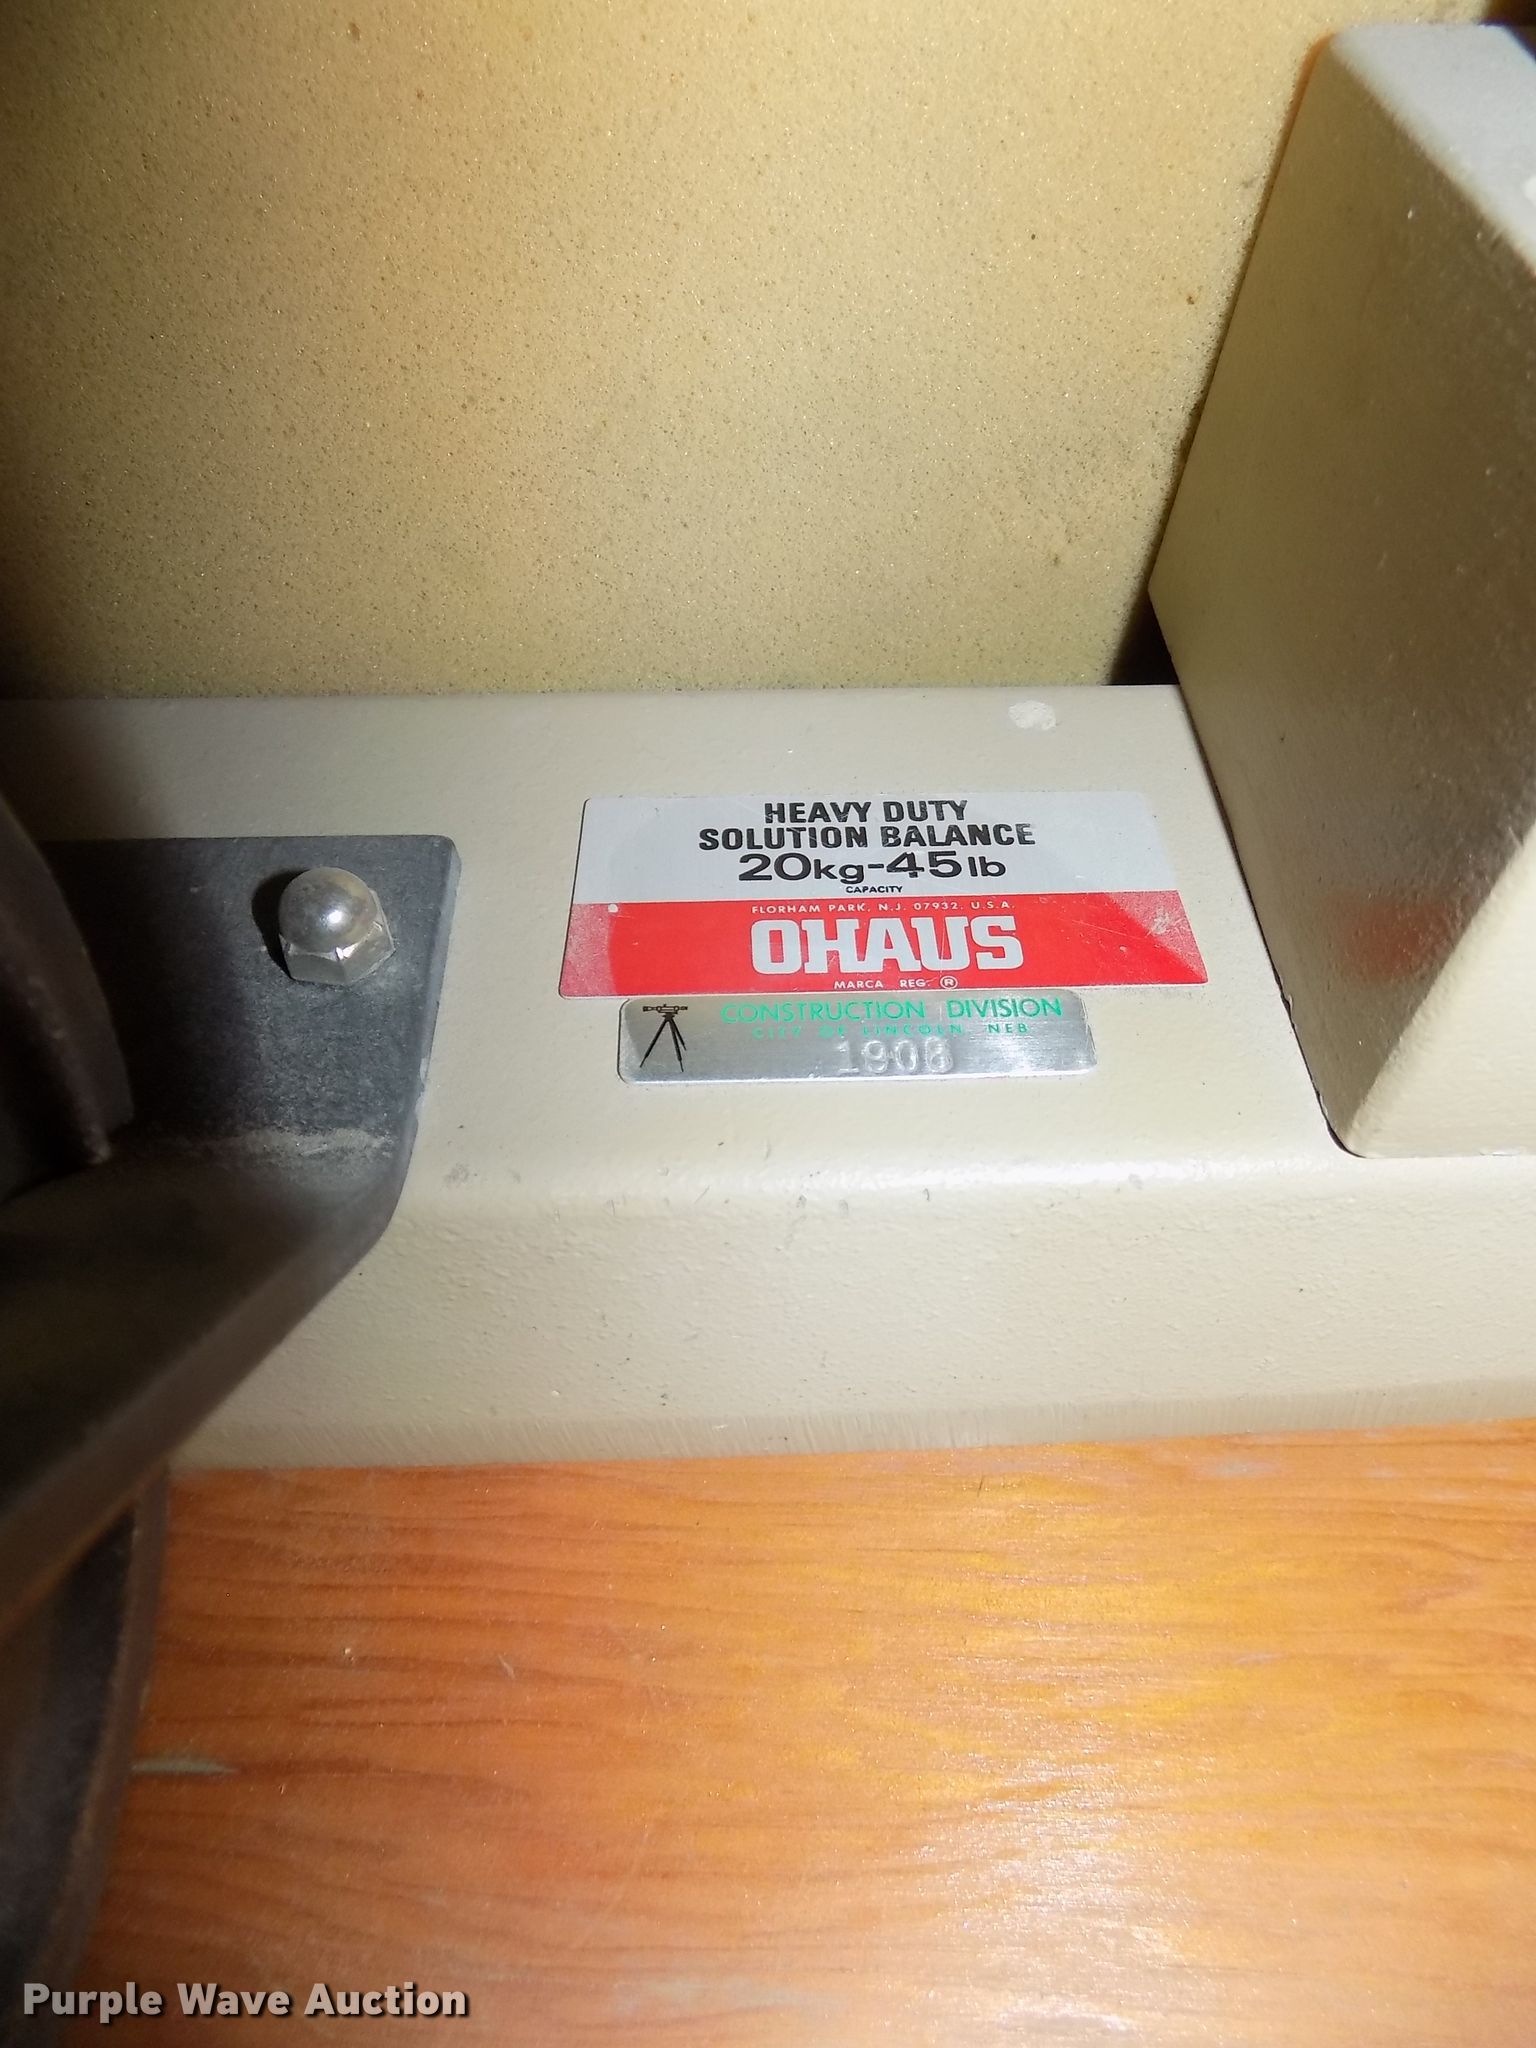 HEAVY DUTY
SOLUTION BALANCE
20kg-45lb
CAPACITY
FLORHAM PARK, N.J. 07932, U.S.A.
OHAUS
MARCA REG. ®
CONSTRUCTION DIVISION
CITY OF LINCOLN, NEB
1906
Purple Wave Auction